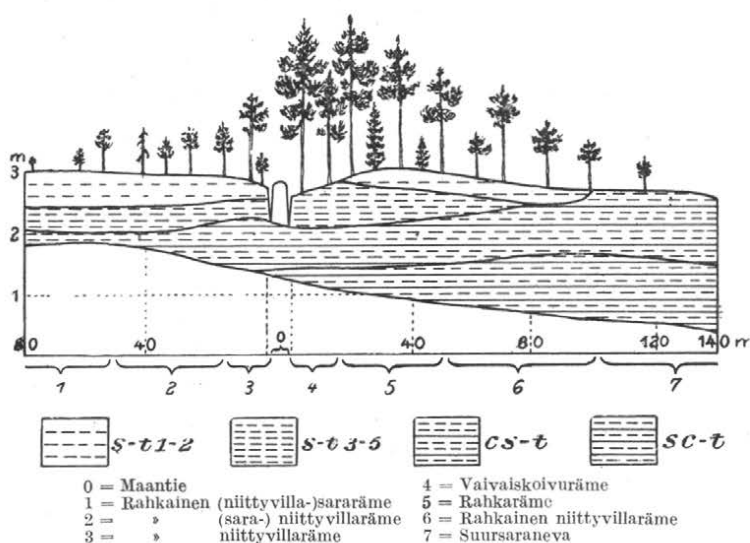 m
3
2
1
80 40 0 40 80 120 140 m
1 2 3 4 5 6 7
s-t 1-2 s-t 3-5 cs-t sc-t
0 = Maantie
1 = Rahkainen (niittyvilla-)sararäme
2 = » (sara-) niittyvillaräme
3 = » niittyvillaräme
4 = Vaivaiskoivuräme
5 = Rahkaräme
6 = Rahkainen niittyvillaräme
7 = Suursaraneva